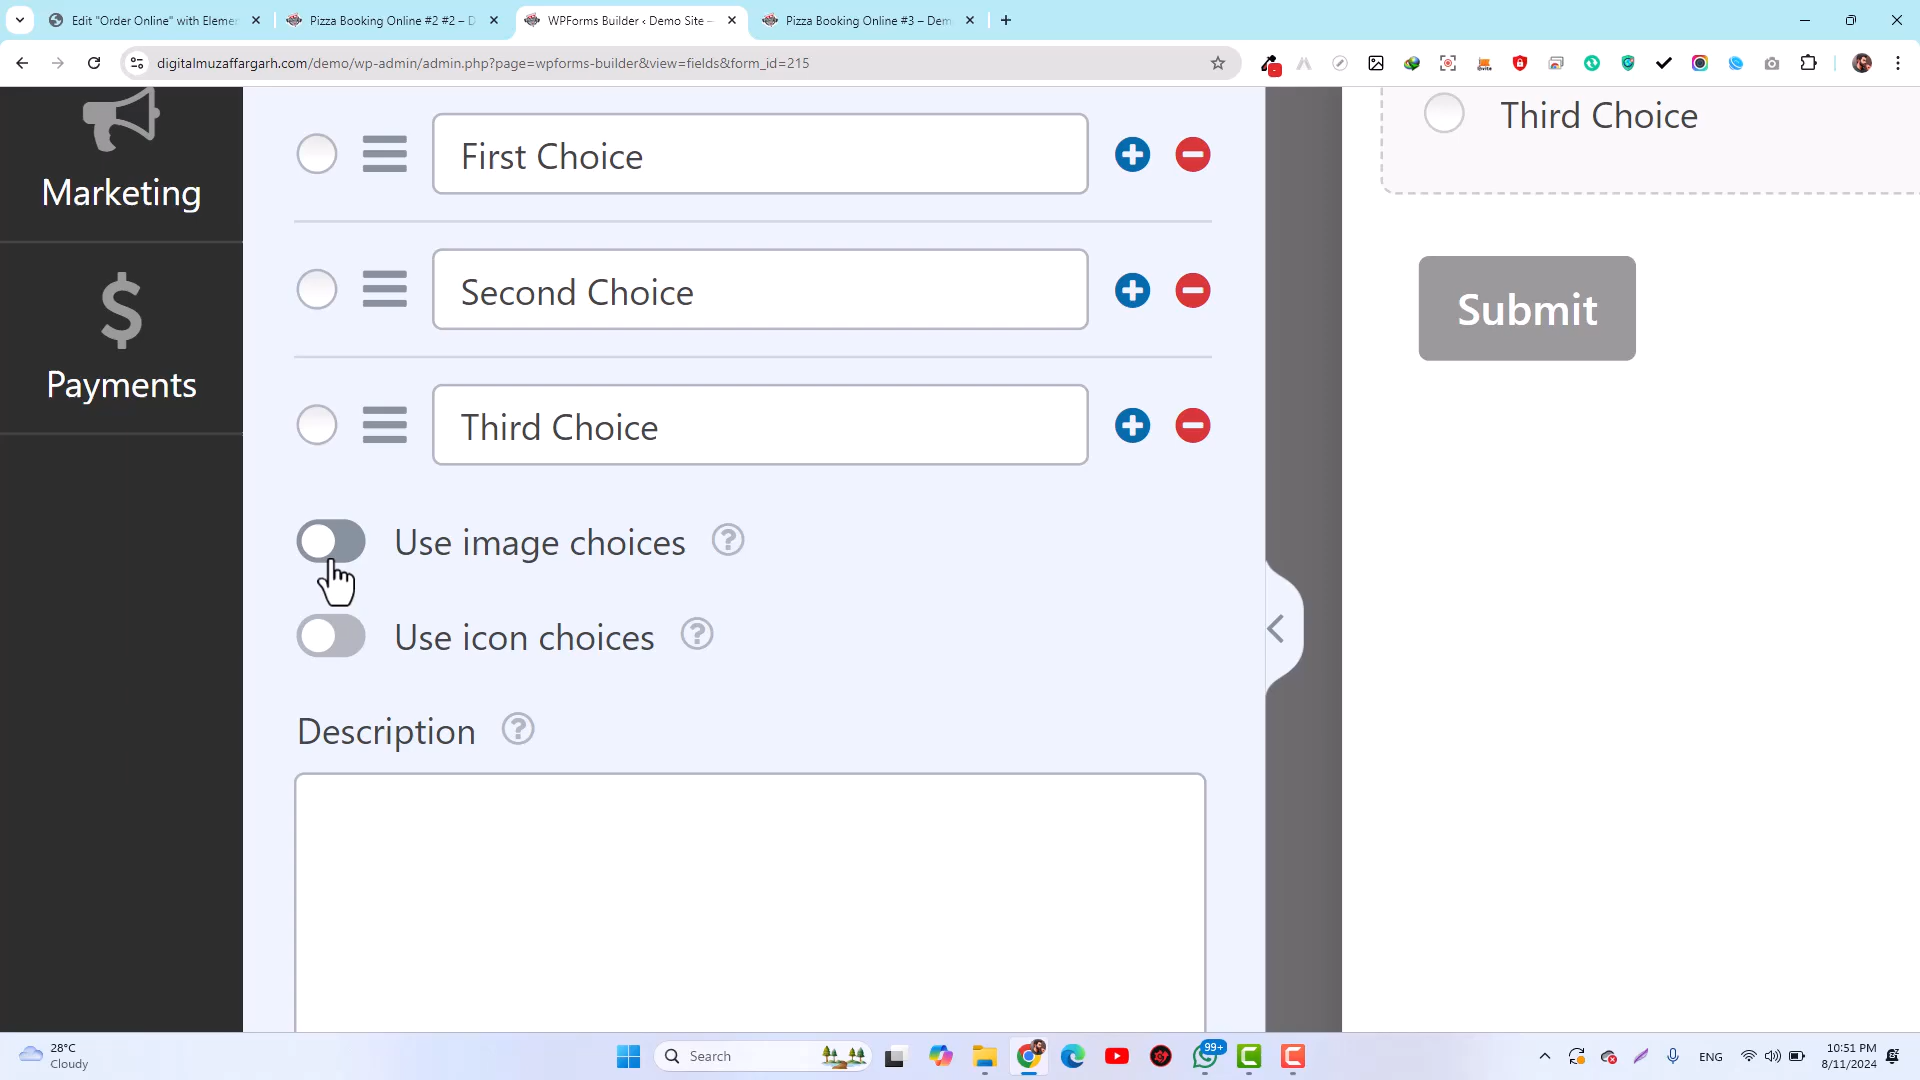 Edit "Order Online" with Elemen
Pizza Booking Online #2 #2 – D
WPForms Builder ‹ Demo Site –
Pizza Booking Online #3 – Dem
digitalmuzaffargarh.com/demo/wp-admin/admin.php?page=wpforms-builder&view=fields&form_id=215
Marketing
Payments
First Choice
Second Choice
Third Choice
Use image choices
Use icon choices
Description
Third Choice
Submit
28°C
Cloudy
Search
99+
ENG
10:51 PM
8/11/2024